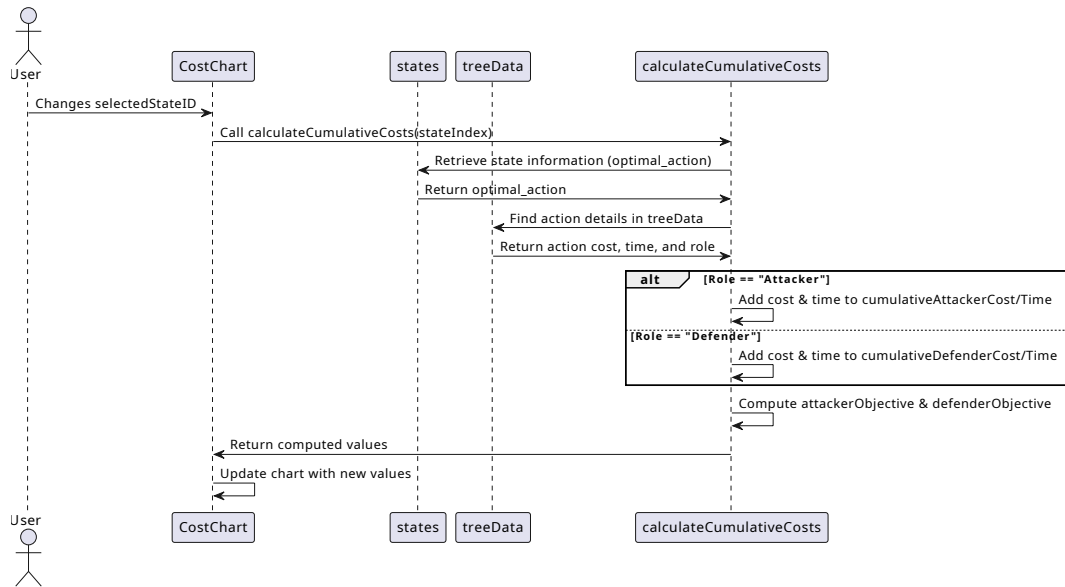 User
CostChart
states
treeData
calculateCumulativeCosts
Changes selectedStateID
Call calculateCumulativeCosts(stateIndex)
Retrieve state information (optimal_action)
Return optimal_action
Find action details in treeData
Return action cost, time, and role
alt
[Role == "Attacker"]
Add cost & time to cumulativeAttackerCost/Time
[Role == "Defender"]
Add cost & time to cumulativeDefenderCost/Time
Compute attackerObjective & defenderObjective
Return computed values
Update chart with new values
User
CostChart
states
treeData
calculateCumulativeCosts